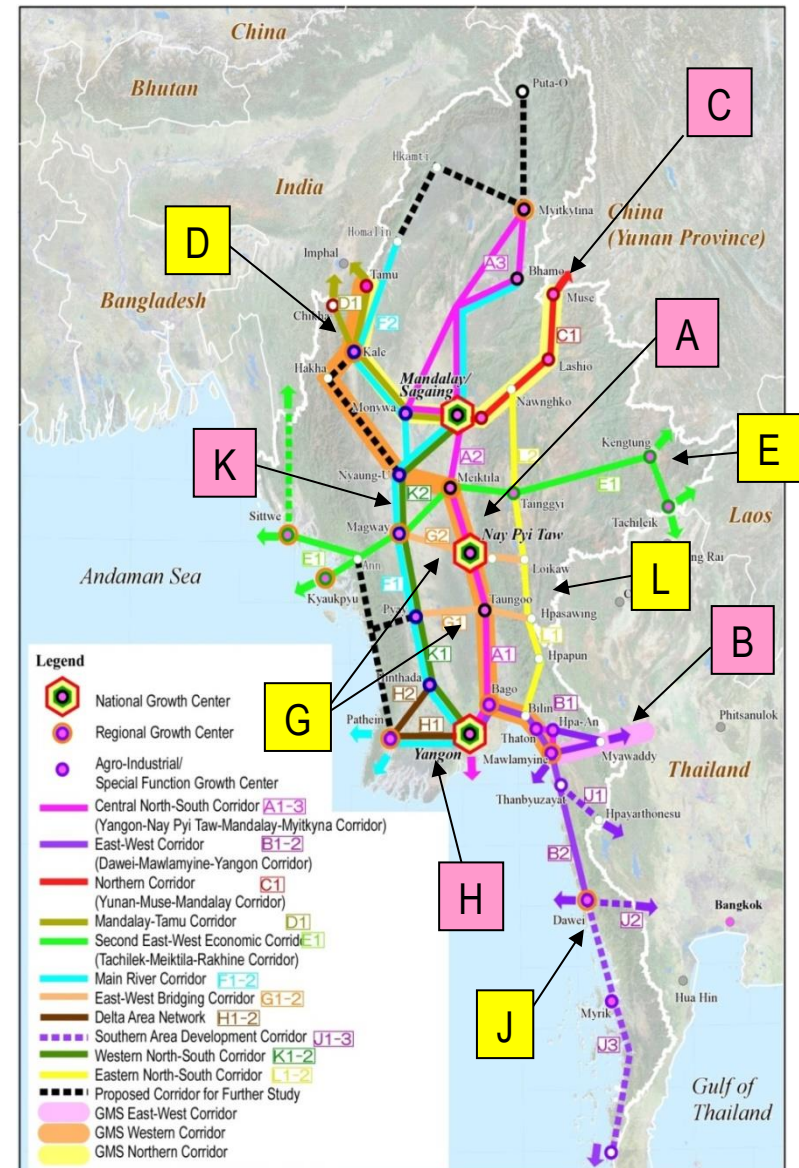 China
Bhutan
Puta-O
C
Hkamti
India
Myitkytina
China
(Yunan Province)
D
Homalin
Imphal
Tamu
A3
Bhamo
Bangladesh
D1
F2
Muse
A
C1
Kale
Hakha
Mandalay/
Sagaing
Lashio
Monywa
Nawnghko
Kengtung
E
K
A2
L2
Nyaung-U
Meiktila
E1
K2
Tainggyi
Sittwe
Magway
G2
Nay Pyi Taw
Tachileik
Laos
E1
Ann
ng Rai
Andaman Sea
Loikaw
L
Kyaukpyu
F1
Pyay
Taungoo
Hpasawing
G1
L1
B
Legend
K1
A1
Hpapun
National Growth Center
G
H2
Bago
Bilin
B1
Pathein
H1
Hpa-An
Phitsanulok
Regional Growth Center
Thaton
Yangon
Mawlamyine
Myawaddy
Agro-Industrial/
Special Function Growth Center
Thailand
Thanbyuzayat
J1
Central North-South Corridor A1-3
(Yangon-Nay Pyi Taw-Mandalay-Myitkyna Corridor)
Hpayarthonesu
East-West Corridor B1-2
(Dawei-Mawlamyine-Yangon Corridor)
B2
H
Northern Corridor C1
(Yunan-Muse-Mandalay Corridor)
Bangkok
Mandalay-Tamu Corridor D1
Dawei
J2
Second East-West Economic E1
(Tachilek-Meiktila-Rakhine Corridor)
Main River Corridor F1-2
Hua Hin
East-West Bridging Corridor G1-2
Myrik
J
Delta Area Network H1-2
Southern Area Development Corridor J1-3
J3
Western North-South Corridor K1-2
Eastern North-South Corridor L1-2
Gulf of
Thailand
Proposed Corridor for Further Study
GMS East-West Corridor
GMS Western Corridor
GMS Northern Corridor